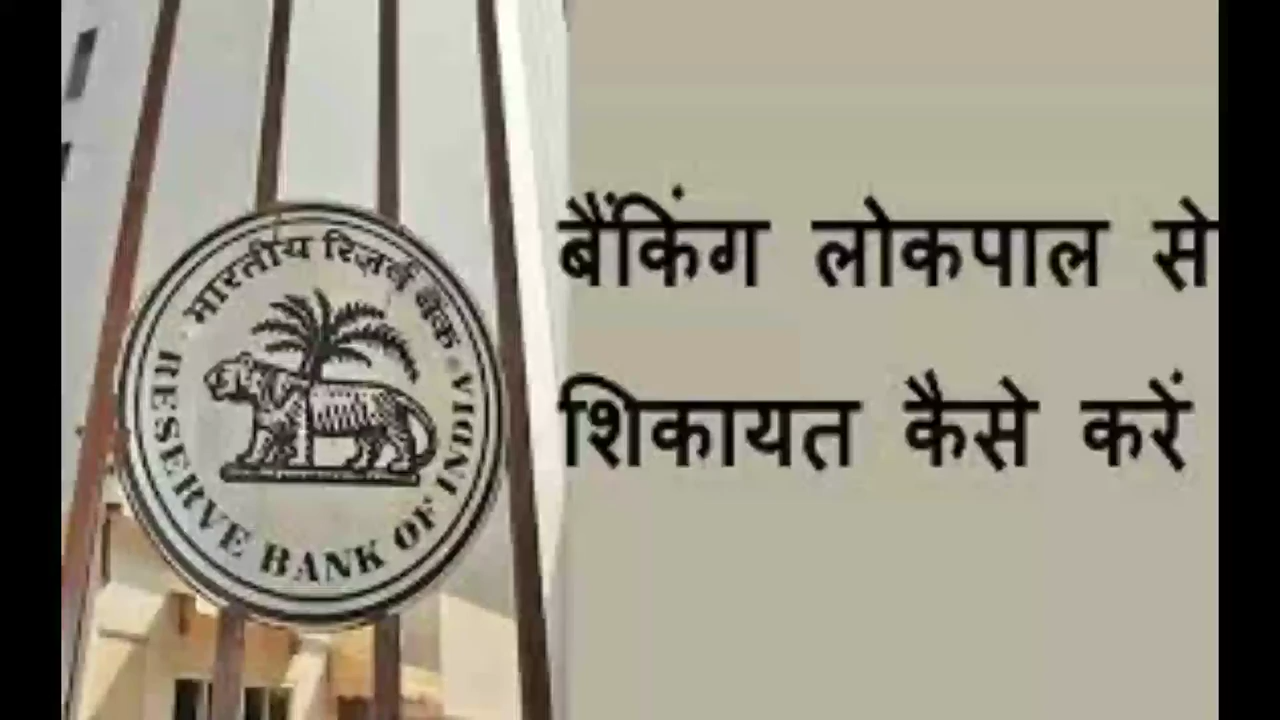 भारतीय रिज़र्व बैंक
RESERVE BANK OF INDIA
बैंकिंग लोकपाल से
शिकायत कैसे करें